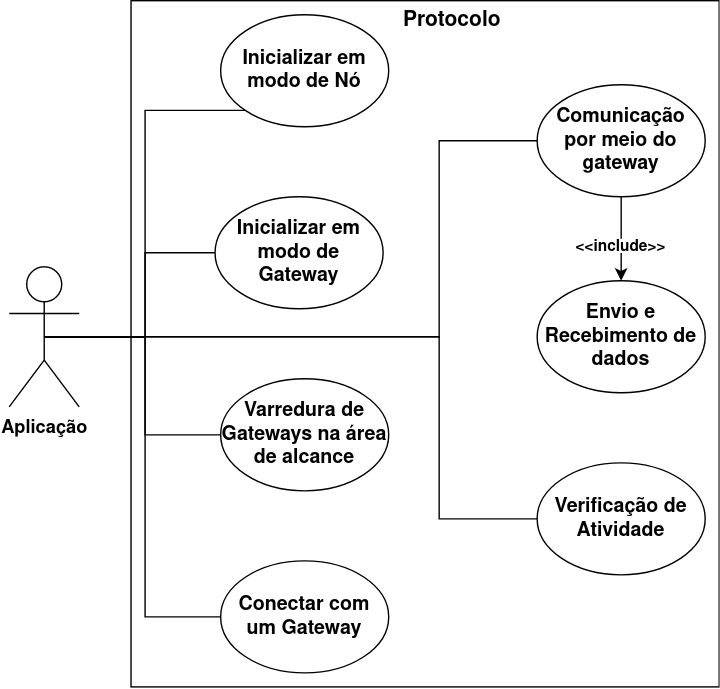 Protocolo
Inicializar em
modo de Nó
Comunicação
por meio do
gateway
Inicializar em
modo de
Gateway
<<include>>
Envio e
Recebimento de
dados
Aplicação
Varredura de
Gateways na área
de alcance
Verificação de
Atividade
Conectar com
um Gateway